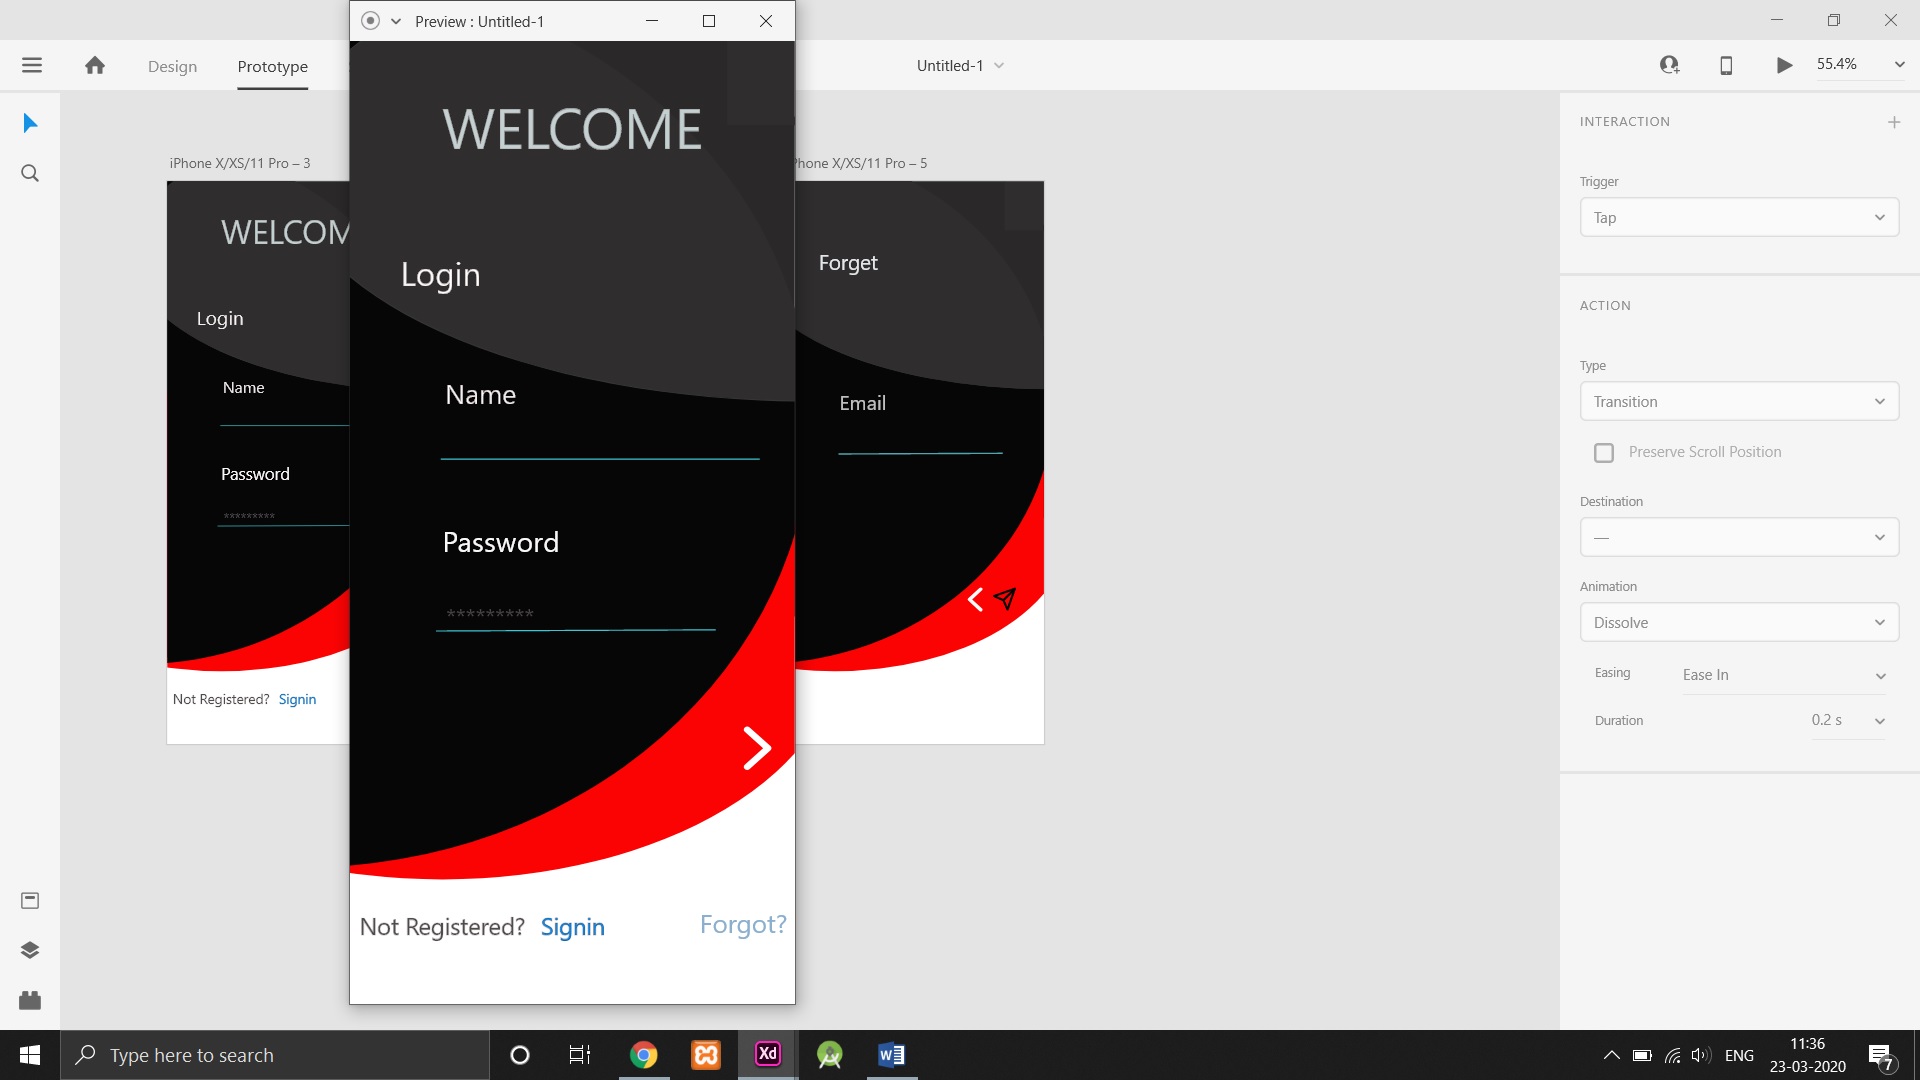 Preview : Untitled-1
Design
Prototype
Untitled-1
55.4%
iPhone X/XS/11 Pro – 3
WELCOM
Login
Name
Password
*********
Not Registered? Signin
WELCOME
Login
Name
Password
*********
Not Registered? Signin
Forgot?
Phone X/XS/11 Pro – 5
Forget
Email
INTERACTION
Trigger
Tap
ACTION
Type
Transition
Preserve Scroll Position
Destination
—
Animation
Dissolve
Easing
Ease In
Duration
0.2 s
Type here to search
Xd
W
ENG
11:36
23-03-2020
7